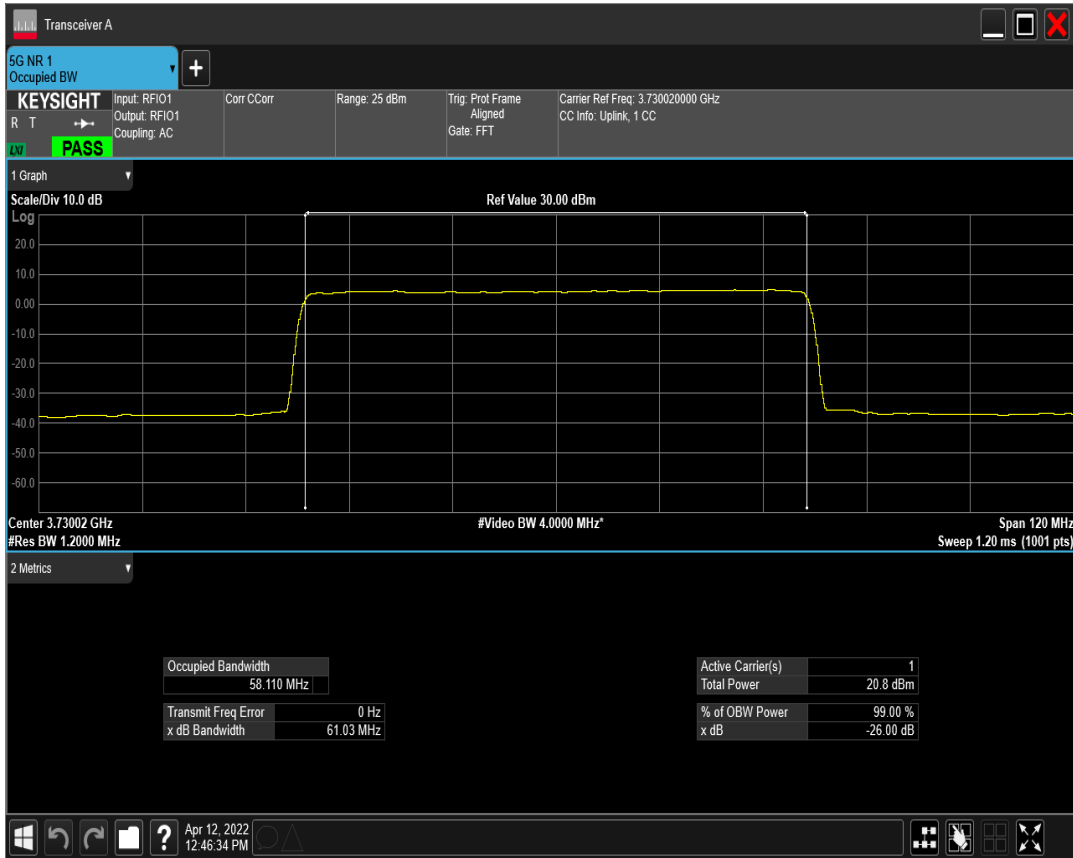 Transceiver A
5G NR 1
Occupied BW
+
KEYSIGHT
R T
LXI
PASS
Input: RFIO1
Output: RFIO1
Coupling: AC
Corr CCorr
Range: 25 dBm
Trig: Prot Frame
Aligned
Gate: FFT
Carrier Ref Freq: 3.730020000 GHz
CC Info: Uplink, 1 CC
1 Graph
Scale/Div 10.0 dB
Ref Value 30.00 dBm
Log
20.0
10.0
0.00
-10.0
-20.0
-30.0
-40.0
-50.0
-60.0
Center 3.73002 GHz
#Video BW 4.0000 MHz*
Span 120 MHz
#Res BW 1.2000 MHz
Sweep 1.20 ms (1001 pts)
2 Metrics
Occupied Bandwidth
58.110 MHz
Transmit Freq Error 0 Hz
x dB Bandwidth 61.03 MHz
Active Carrier(s) 1
Total Power 20.8 dBm
% of OBW Power 99.00 %
x dB -26.00 dB
?
Apr 12, 2022
12:46:34 PM